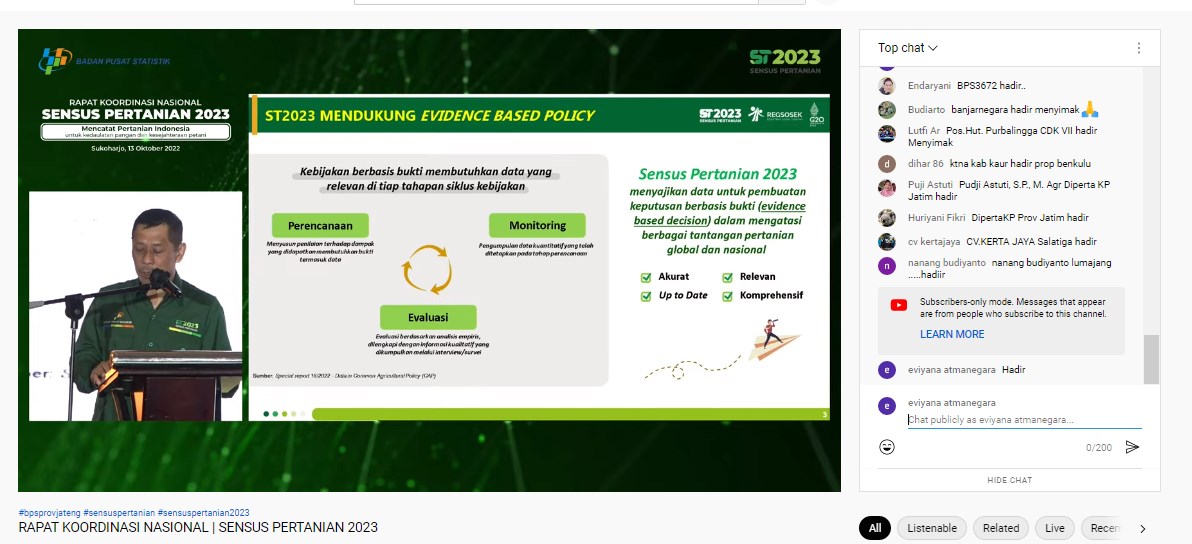 BADAN PUSAT STATISTIK
ST2023
SENSUS PERTANIAN
RAPAT KOORDINASI NASIONAL
SENSUS PERTANIAN 2023
Mencatat Pertanian Indonesia
untuk kedaulatan pangan dan kesejahteraan petani
Sukoharjo, 13 Oktober 2022
ST2023 MENDUKUNG EVIDENCE BASED POLICY
ST2023
SENSUS PERTANIAN
REGSOSEK
G20
Kebijakan berbasis bukti membutuhkan data yang
relevan di tiap tahapan siklus kebijakan
Perencanaan
Menyusun penilaian terhadap dampak
yang didapatkan membutuhkan bukti
termasuk data
Monitoring
Pengumpulan data kuantitatif yang telah
ditetapkan pada tahap perencanaan
Evaluasi
Evaluasi berdasarkan analisis empiris,
dilengkapi dengan informasi kualitatif yang
dikumpulkan melalui interview/survei
Sumber: Special report 16/2022 - Data in Common Agricultural Policy (CAP)
Sensus Pertanian 2023
menyajikan data untuk pembuatan
keputusan berbasis bukti (evidence
based decision) dalam mengatasi
berbagai tantangan pertanian
global dan nasional
Akurat
Relevan
Up to Date
Komprehensif
3
ST2023
#bpsprovjateng #sensuspertanian #sensuspertanian2023
RAPAT KOORDINASI NASIONAL | SENSUS PERTANIAN 2023
Top chat
Endaryani BPS3672 hadir..
Budiarto banjarnegara hadir menyimak
Lutfi Ar Pos.Hut. Purbalingga CDK VII hadir
Menyimak
d
dihar 86 ktna kab kaur hadir prop benkulu
Puji Astuti Pudji Astuti, S.P., M. Agr Diperta KP
Jatim hadir
Huriyani Fikri DipertaKP Prov Jatim hadir
cv kertajaya CV.KERTA JAYA Salatiga hadir
n
nanang budiyanto nanang budiyanto lumajang
.....hadiir
Subscribers-only mode. Messages that appear
are from people who subscribe to this channel.
LEARN MORE
e
eviyana atmanegara Hadir
e
eviyana atmanegara
Chat publicly as eviyana atmanegara...
0/200
HIDE CHAT
All
Listenable
Related
Live
Recen